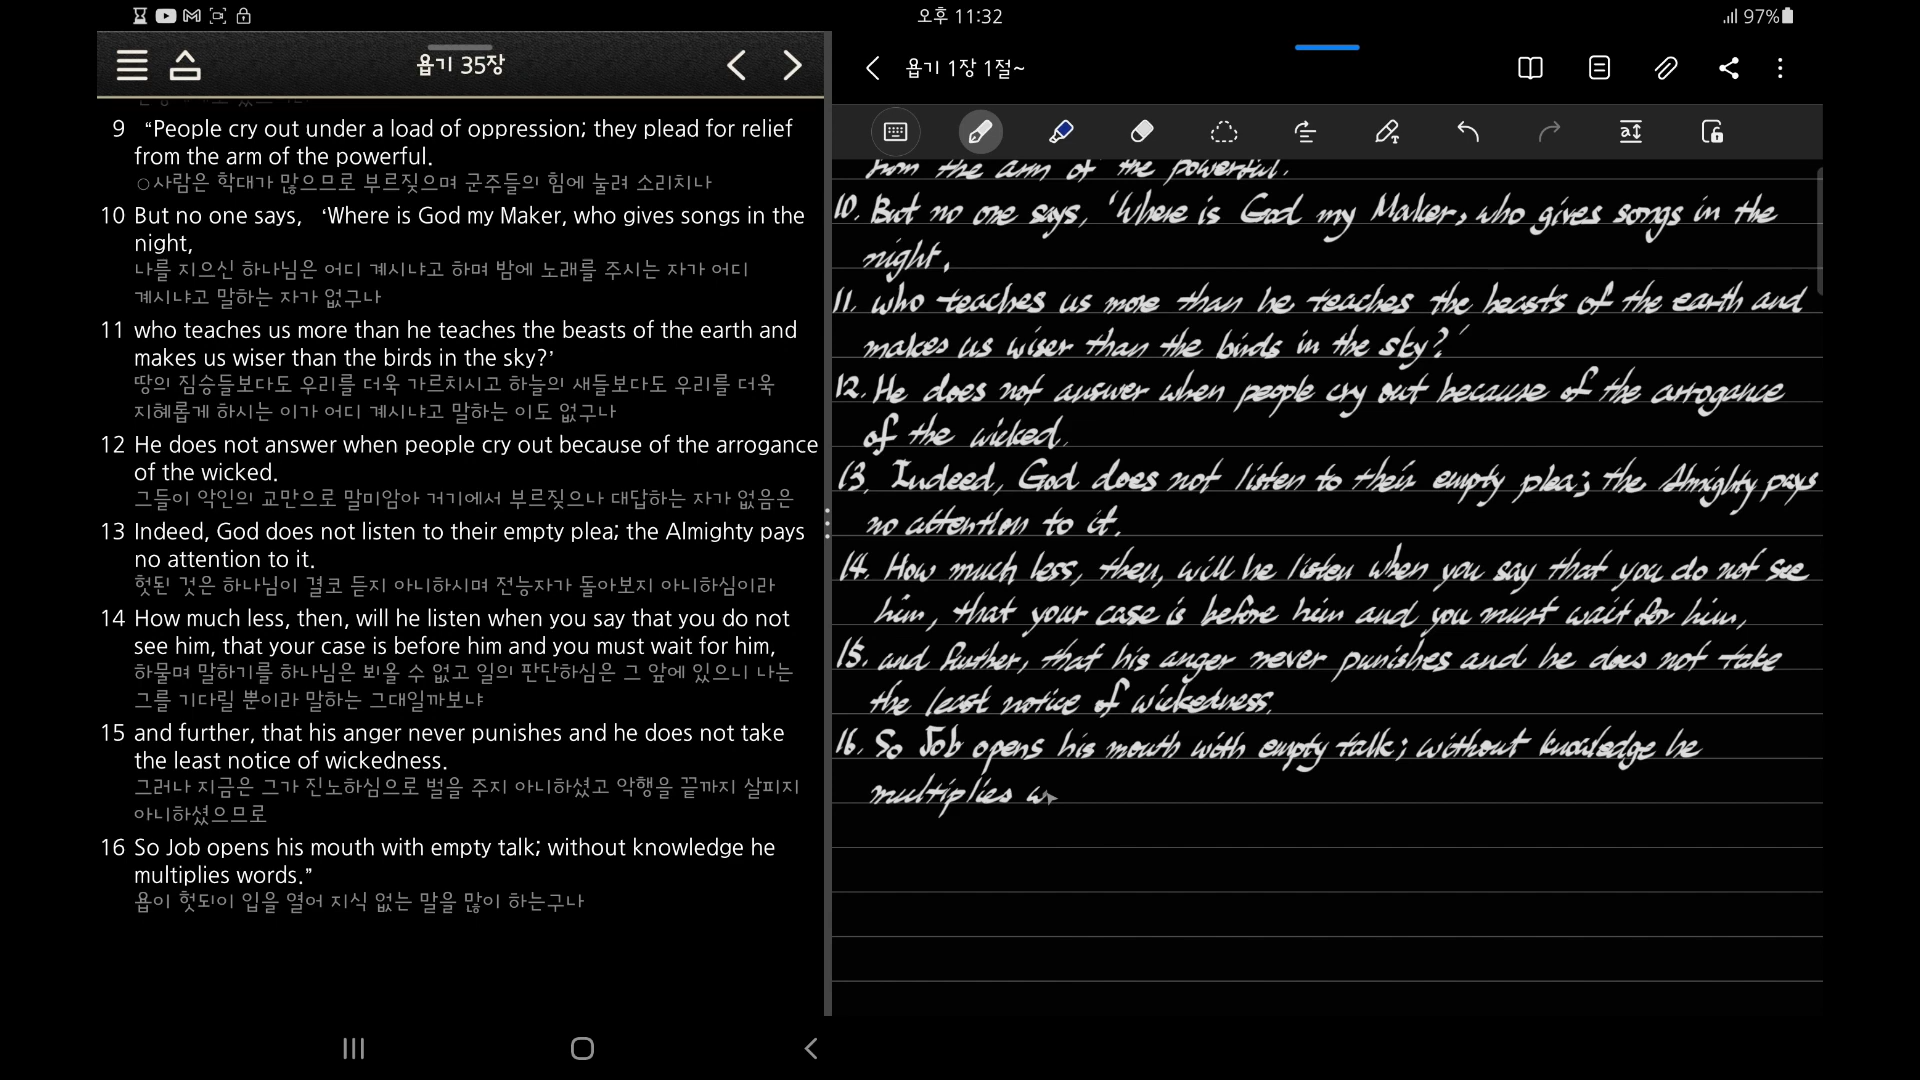 오후 11:32
97%
욥기 35장
9 “People cry out under a load of oppression; they plead for relief
from the arm of the powerful.
○사람은 학대가 많으므로 부르짖으며 군주들의 힘에 눌려 소리치나
10 But no one says, ‘Where is God my Maker, who gives songs in the
night,
나를 지으신 하나님은 어디 계시냐고 하며 밤에 노래를 주시는 자가 어디
계시냐고 말하는 자가 없구나
11 who teaches us more than he teaches the beasts of the earth and
makes us wiser than the birds in the sky?’
땅의 짐승들보다도 우리를 더욱 가르치시고 하늘의 새들보다도 우리를 더욱
지혜롭게 하시는 이가 어디 계시냐고 말하는 이도 없구나
12 He does not answer when people cry out because of the arrogance
of the wicked.
그들이 악인의 교만으로 말미암아 거기에서 부르짖으나 대답하는 자가 없음은
13 Indeed, God does not listen to their empty plea; the Almighty pays
no attention to it.
헛된 것은 하나님이 결코 듣지 아니하시며 전능자가 돌아보지 아니하심이라
14 How much less, then, will he listen when you say that you do not
see him, that your case is before him and you must wait for him,
하물며 말하기를 하나님은 뵈올 수 없고 일의 판단하심은 그 앞에 있으니 나는
그를 기다릴 뿐이라 말하는 그대일까보냐
15 and further, that his anger never punishes and he does not take
the least notice of wickedness.
그러나 지금은 그가 진노하심으로 벌을 주지 아니하셨고 악행을 끝까지 살피지
아니하셨으므로
16 So Job opens his mouth with empty talk; without knowledge he
multiplies words.”
욥이 헛되이 입을 열어 지식 없는 말을 많이 하는구나
욥기 1장 1절~
from the arm of the powerful.
10. But no one says, ‘Where is God my Maker, who gives songs in the
night,
11. who teaches us more than he teaches the beasts of the earth and
makes us wiser than the birds in the sky?’
12. He does not answer when people cry out because of the arrogance
of the wicked.
13. Indeed, God does not listen to their empty plea; the Almighty pays
no attention to it.
14. How much less, then, will he listen when you say that you do not see
him, that your case is before him and you must wait for him,
15. and further, that his anger never punishes and he does not take
the least notice of wickedness.
16. So Job opens his mouth with empty talk; without knowledge he
multiplies w